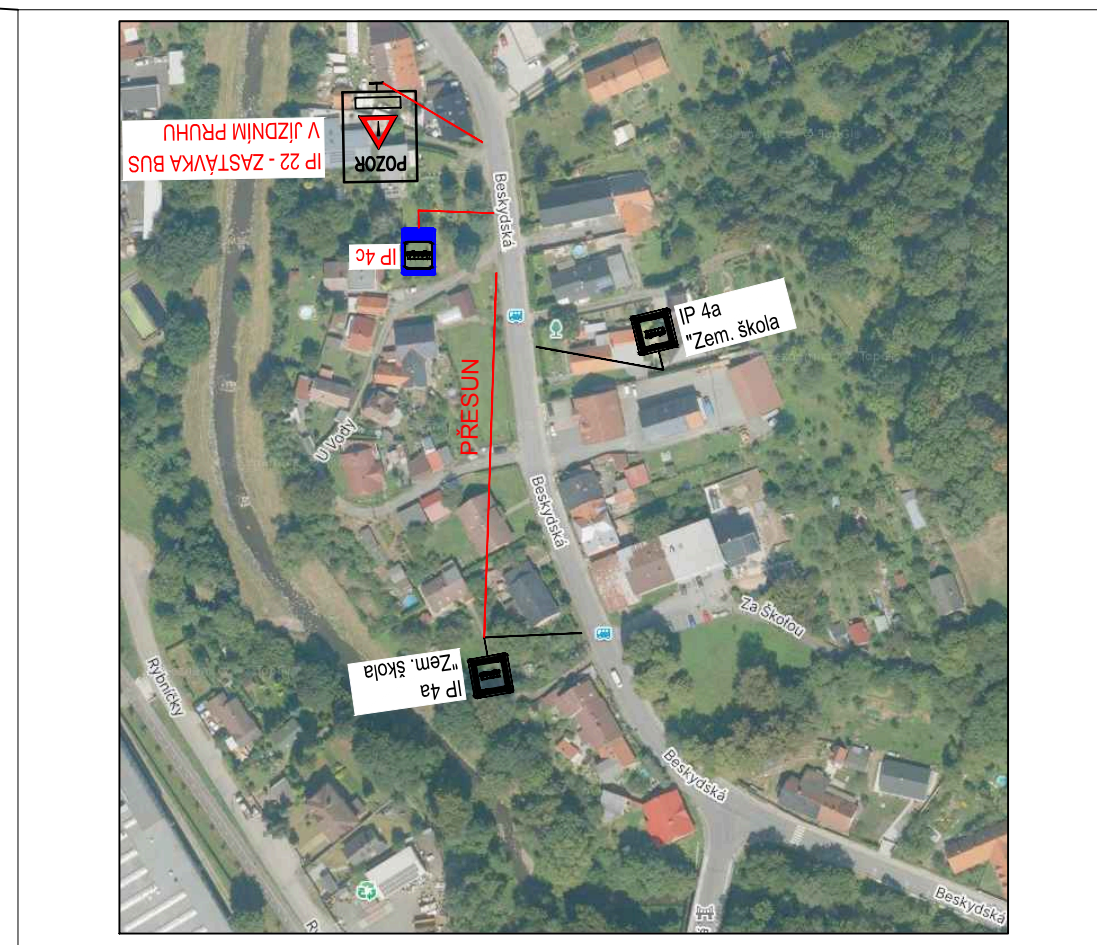 POZOR
IP 22 - ZASTÁVKA BUS
V JÍZDNÍM PRUHU
Beskydská
IP 4c
IP 4a
"Zem. škola
PŘESUN
U Vody
Beskydská
Za Školou
IP 4a
"Zem. škola
Rybníčky
Beskydská
Beskydská